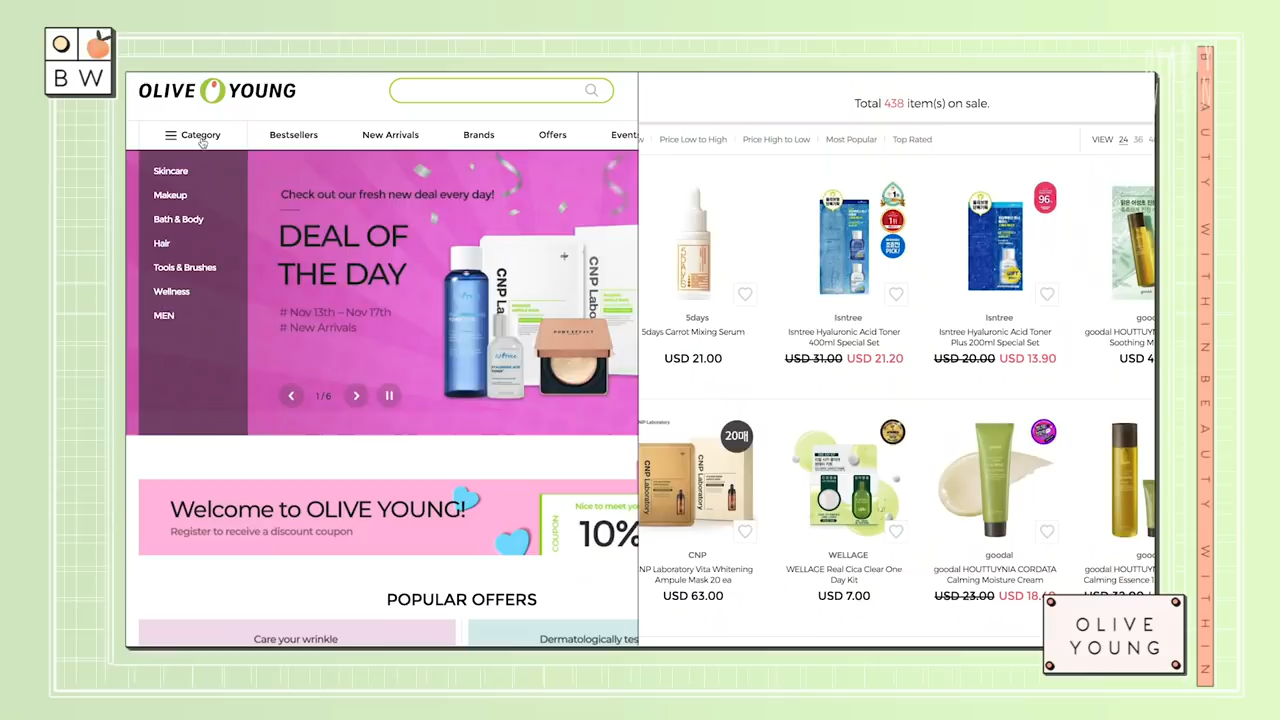 B W
OLIVE YOUNG
Category
Bestsellers
New Arrivals
Brands
Offers
Skincare
Makeup
Bath & Body
Hair
Tools & Brushes
Wellness
MEN
Check out our fresh new deal every day!
DEAL OF
THE DAY
# Nov 13th – Nov 17th
# New Arrivals
1/6
Welcome to OLIVE YOUNG!
Register to receive a discount coupon
COUPON
Nice to meet
10%
POPULAR OFFERS
Care your wrinkle
Dermatologically
Total 438 item(s) on sale.
Price Low to High
Price High to Low
Most Popular
Top Rated
VIEW 24 36
5days
5days Carrot Mixing Serum
USD 21.00
Isntree
Isntree Hyaluronic Acid Toner
400ml Special Set
USD 31.00 USD 21.20
Isntree
Isntree Hyaluronic Acid Toner
Plus 200ml Special Set
USD 20.00 USD 13.90
goodal
Soothing
USD
20매
CNP
Laboratory Vita Whitening
Ampule Mask 20 ea
USD 63.00
WELLAGE
WELLAGE Real Cica Clear One
Day Kit
USD 7.00
goodal
goodal HOUTTUYNIA CORDATA
Calming Moisture Cream
USD 23.00 USD
goodal
Calming Essence
OLIVE
YOUNG
BEAUTY WITHIN BEAUTY WITHIN